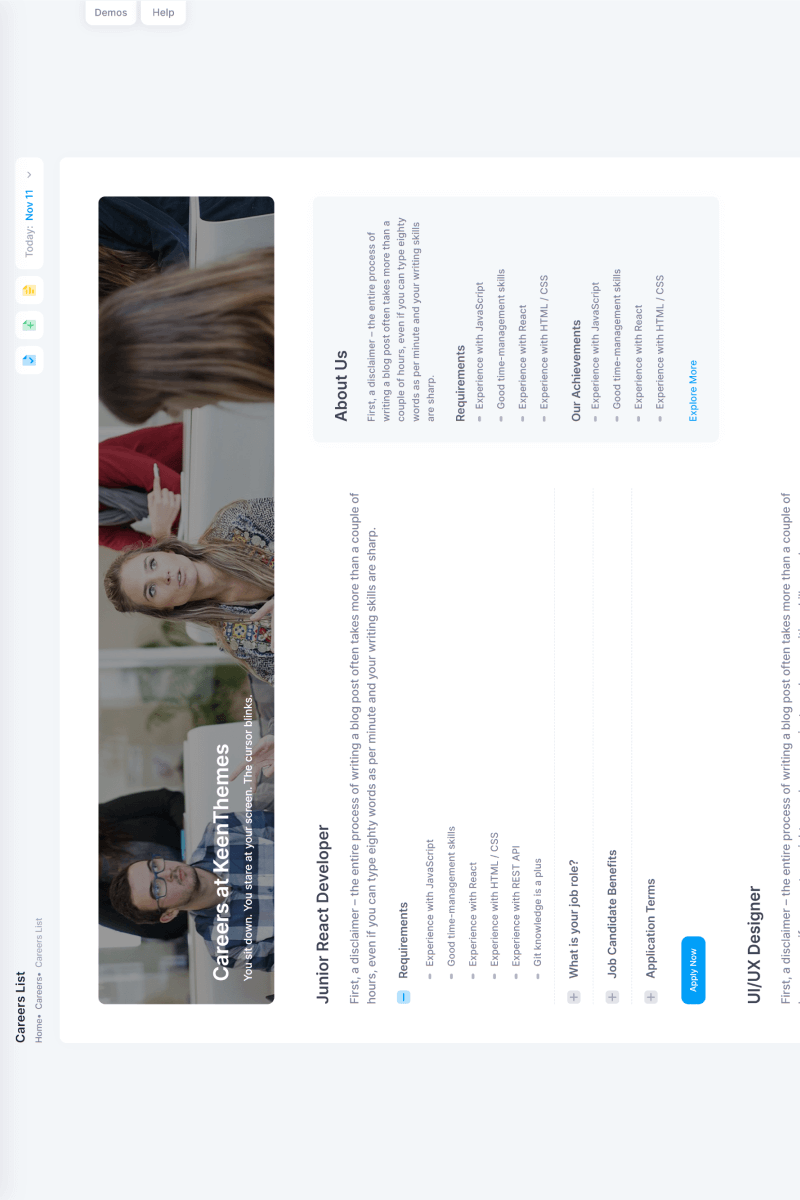 Careers List
Home• Careers• Careers List
Today: Nov 11
Demos
Help
Careers at KeenThemes
You sit down. You stare at your screen. The cursor blinks.
Junior React Developer
First, a disclaimer – the entire process of writing a blog post often takes more than a couple of
hours, even if you can type eighty words as per minute and your writing skills are sharp.
Requirements
Experience with JavaScript
Good time-management skills
Experience with React
Experience with HTML / CSS
Experience with REST API
Git knowledge is a plus
What is your job role?
Job Candidate Benefits
Application Terms
Apply Now
UI/UX Designer
First, a disclaimer – the entire process of writing a blog post often takes more than a couple of
About Us
First, a disclaimer – the entire process of
writing a blog post often takes more than a
couple of hours, even if you can type eighty
words as per minute and your writing skills
are sharp.
Requirements
Experience with JavaScript
Good time-management skills
Experience with React
Experience with HTML / CSS
Our Achievements
Experience with JavaScript
Good time-management skills
Experience with React
Experience with HTML / CSS
Explore More